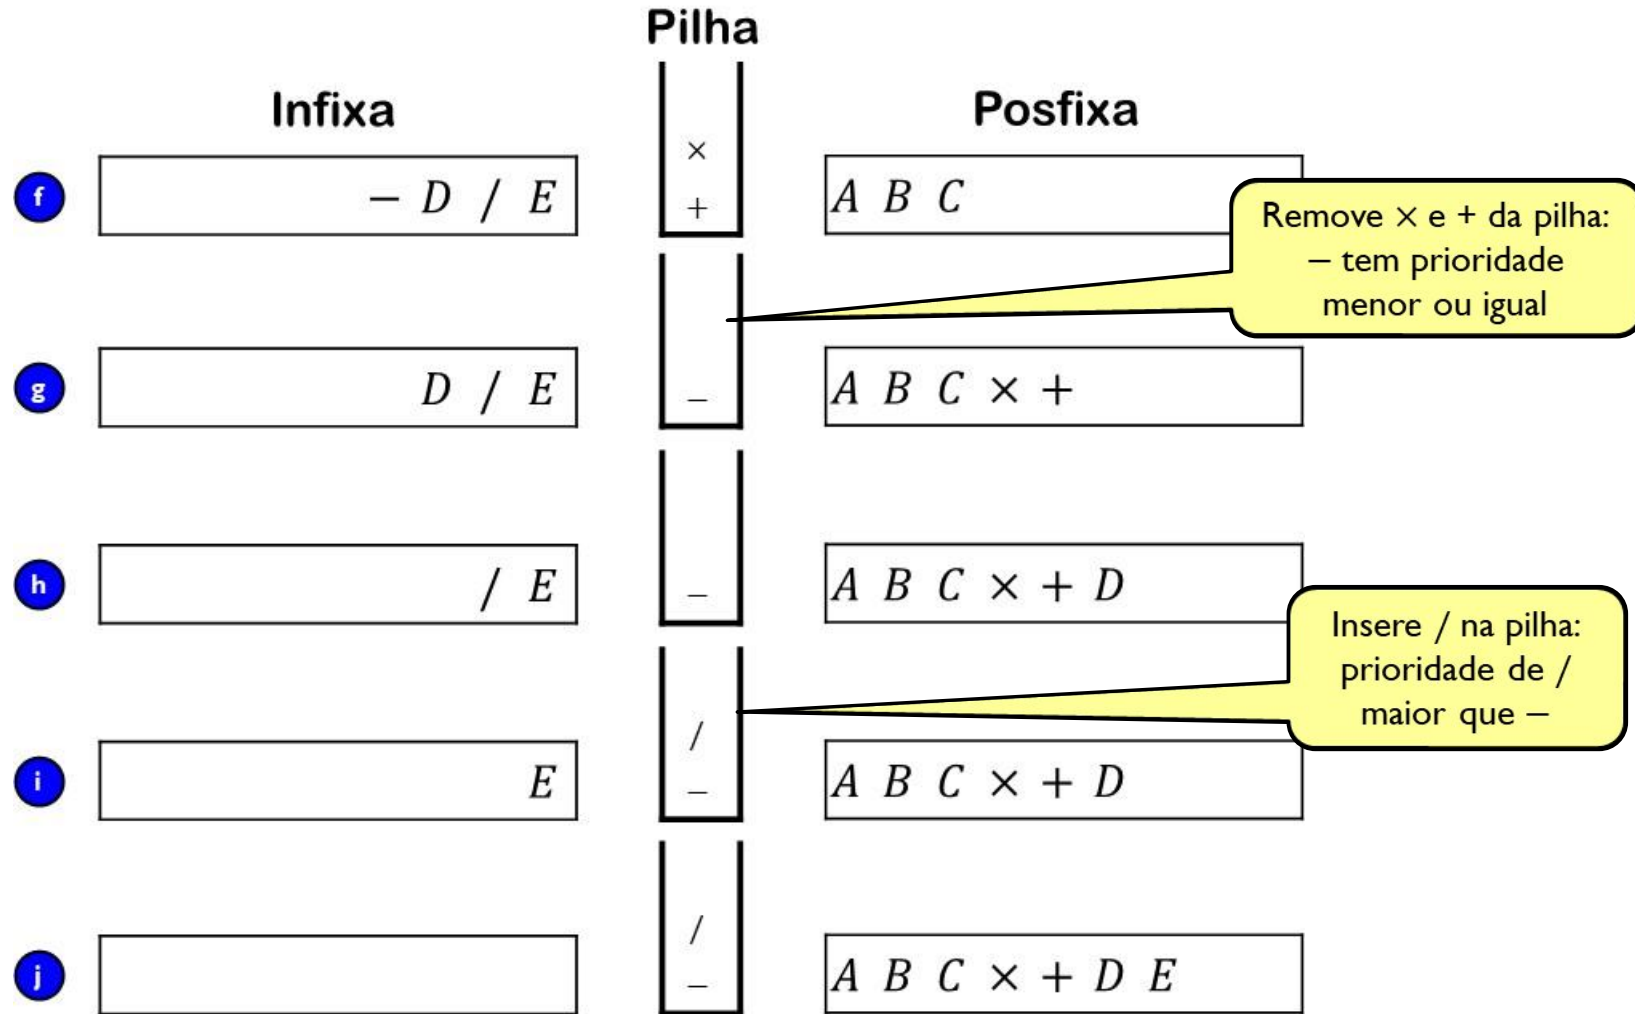 Pilha
Infixa
Posfixa
f
− D / E
×
+
A B C
Remove × e + da pilha:
− tem prioridade
menor ou igual
g
D / E
−
A B C × +
h
/ E
−
A B C × + D
Insere / na pilha:
prioridade de /
maior que −
i
E
/
−
A B C × + D
j
/
−
A B C × + D E